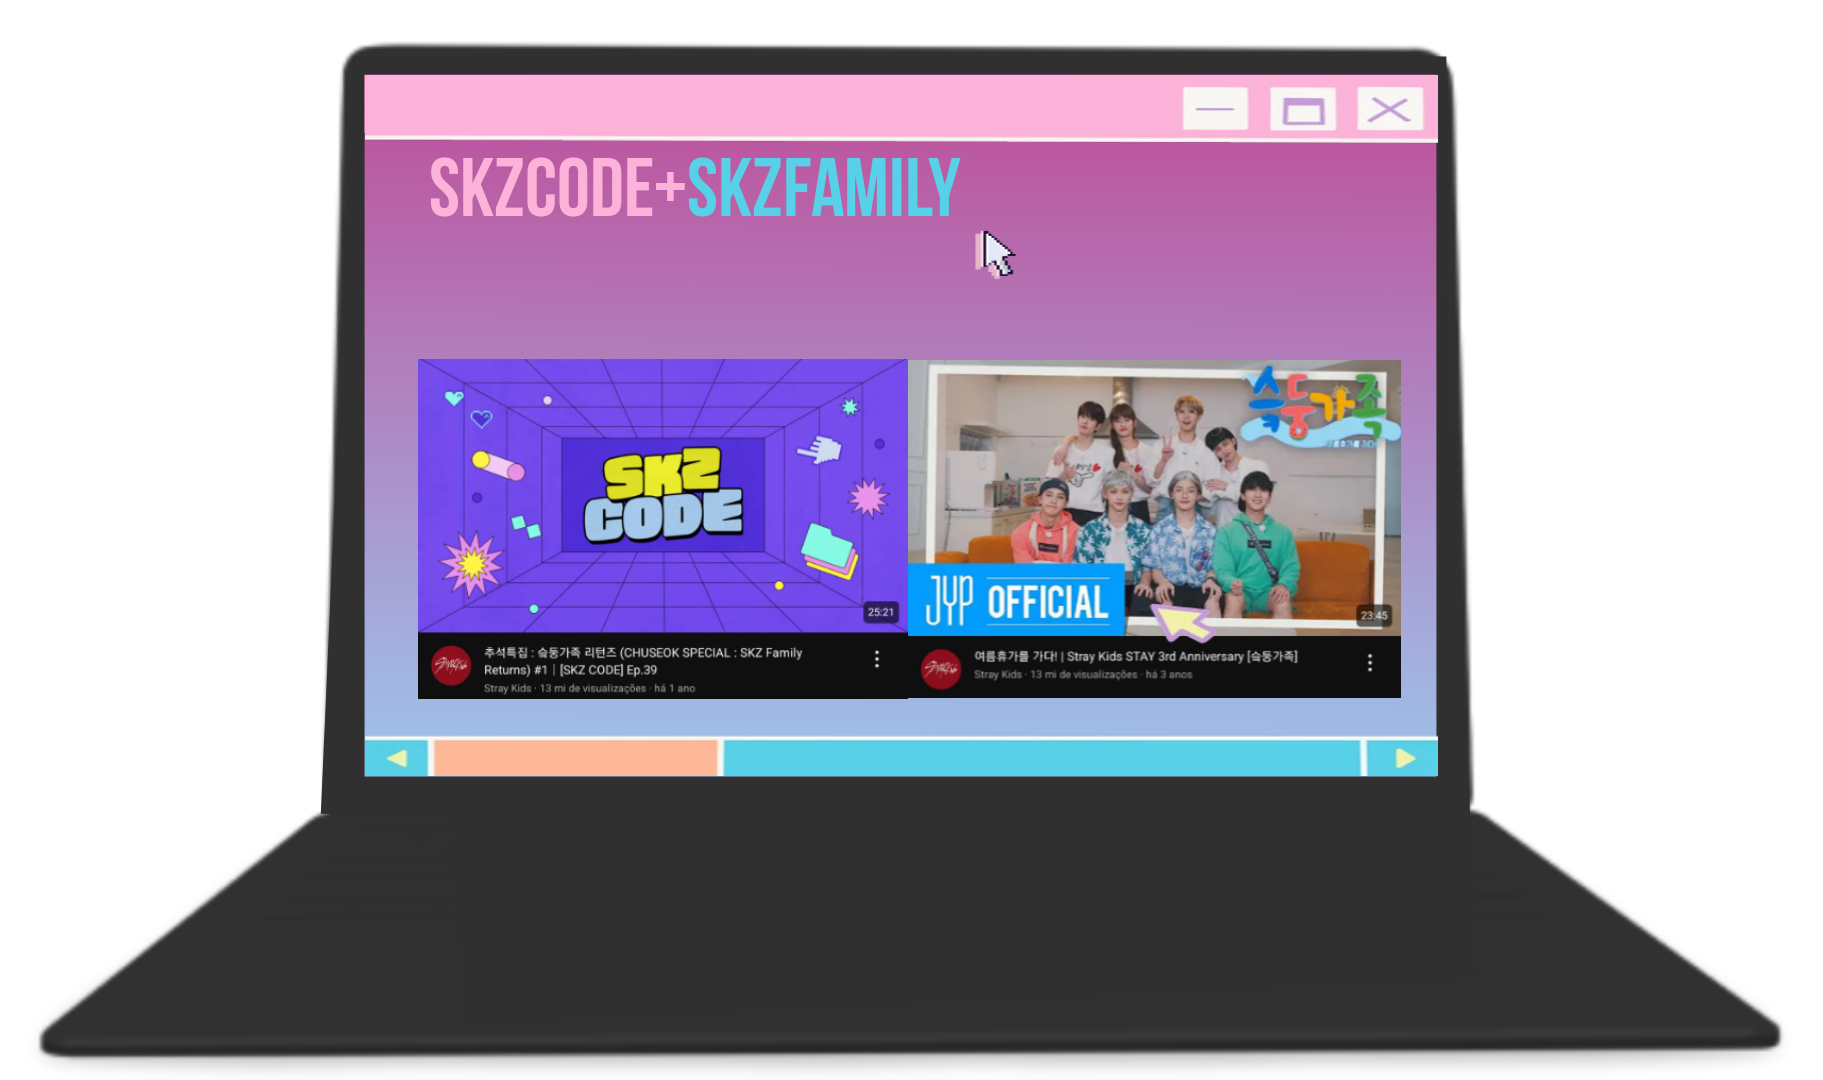 SKZCODE+SKZFAMILY
SKZ
CODE
25:21
추석특집 : 슼둥가족 리턴즈 (CHUSEOK SPECIAL : SKZ Family
Returns) #1｜[SKZ CODE] Ep.39
Stray Kids · 13 mi de visualizações · há 1 ano
슼둥가족
JYP OFFICIAL
23:45
여름휴가를 가다! | Stray Kids STAY 3rd Anniversary [슼둥가족]
Stray Kids · 13 mi de visualizações · há 3 anos